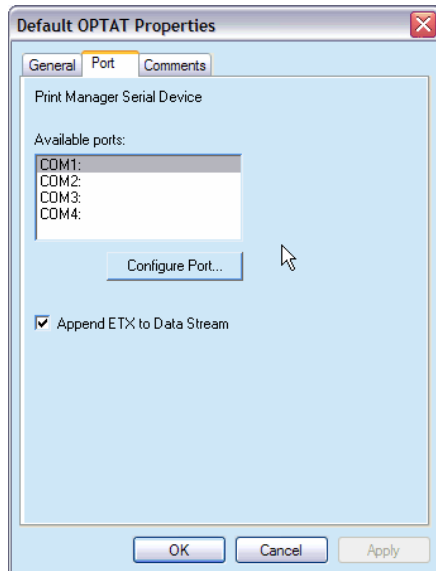 Default OPTAT Properties
General Port Comments
Print Manager Serial Device
Available ports:
COM1:
COM2:
COM3:
COM4:
Configure Port...
Append ETX to Data Stream
OK Cancel Apply